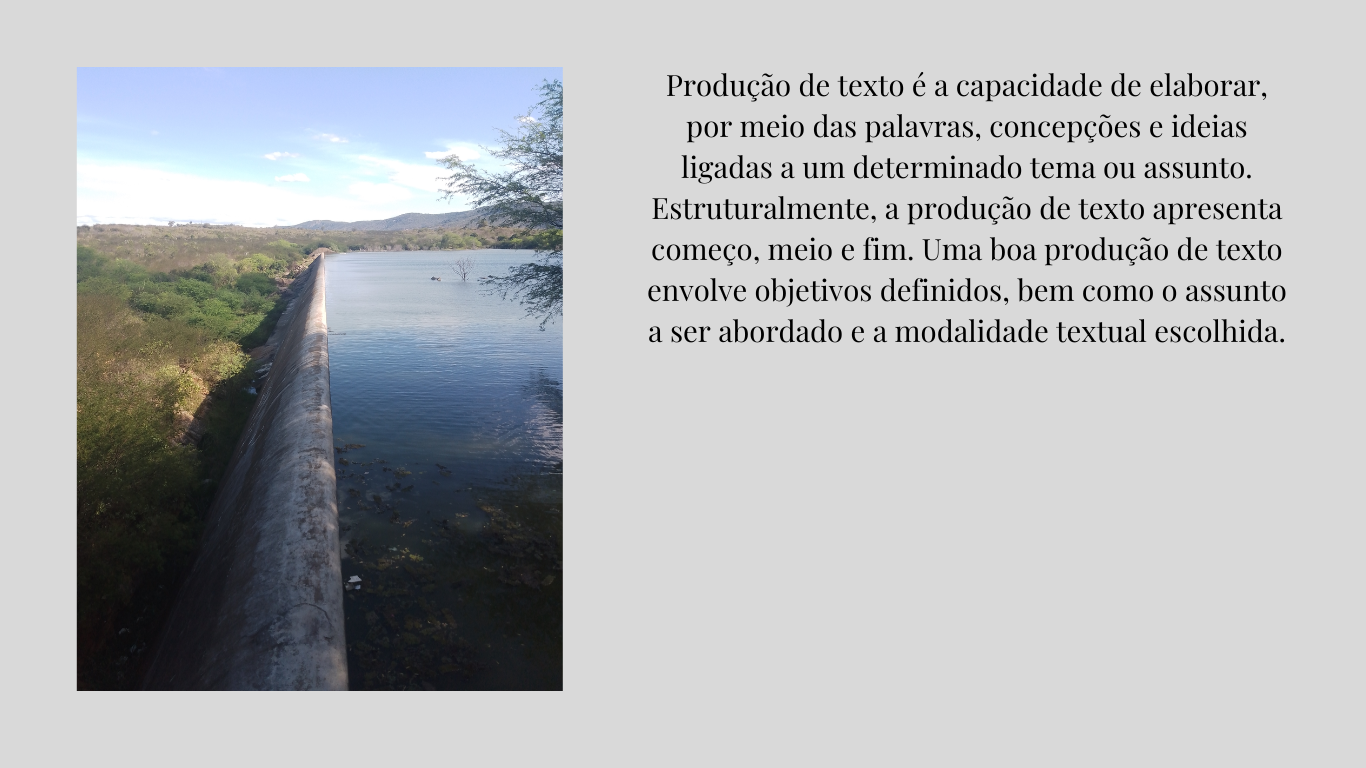 Produção de texto é a capacidade de elaborar,
por meio das palavras, concepções e ideias
ligadas a um determinado tema ou assunto.
Estruturalmente, a produção de texto apresenta
começo, meio e fim. Uma boa produção de texto
envolve objetivos definidos, bem como o assunto
a ser abordado e a modalidade textual escolhida.